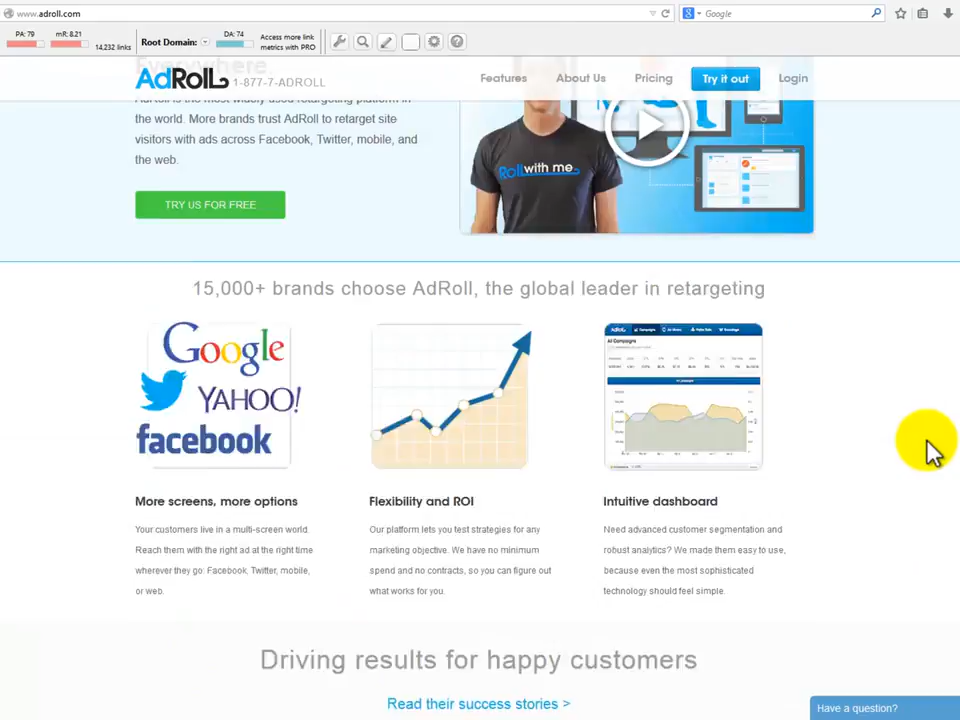 www.adroll.com
Google
PA: 79
mR: 8.21
14,232 links
Root Domain:
DA: 74
Access more link
metrics with PRO
Everywhere.
AdRoll
1-877-7-ADROLL
Features
About Us
Pricing
Try it out
Login
AdRoll is the most widely used retargeting platform in
the world. More brands trust AdRoll to retarget site
visitors with ads across Facebook, Twitter, mobile, and
the web.
TRY US FOR FREE
Roll with me
15,000+ brands choose AdRoll, the global leader in retargeting
Google
YAHOO!
facebook
AdRoll
Campaigns
All Campaigns
More screens, more options
Your customers live in a multi-screen world.
Reach them with the right ad at the right time
wherever they go: Facebook, Twitter, mobile,
or web.
Flexibility and ROI
Our platform lets you test strategies for any
marketing objective. We have no minimum
spend and no contracts, so you can figure out
what works for you.
Intuitive dashboard
Need advanced customer segmentation and
robust analytics? We made them easy to use,
because even the most sophisticated
technology should feel simple.
Driving results for happy customers
Read their success stories >
Have a question?